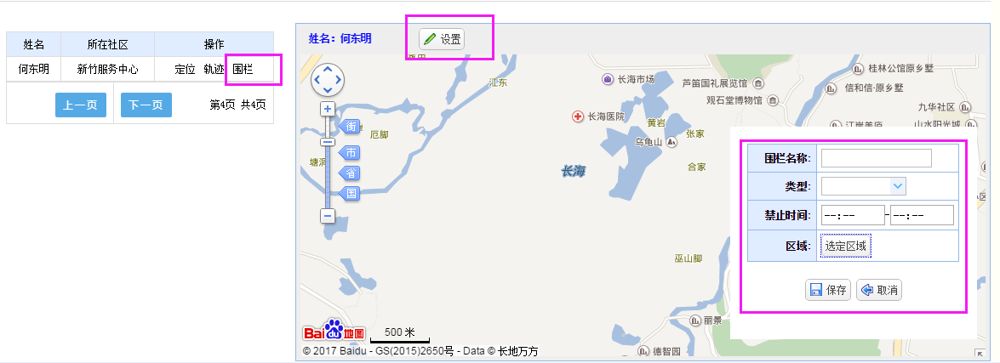 姓名 所在社区 操作
何东明 新竹服务中心 定位 轨迹 围栏
上一页 下一页 第4页 共4页
姓名：何东明 设置
江东
长海市场
芦笛国礼展览馆
观石堂博物馆
桂林公馆原乡墅
信和信·原乡墅
九华社区
山水阳光城
长海医院
黄岩
张家
乌龟山
合家
厄脚
塘洞
长海
巫山脚
丽景
德智园
街
市
省
国
围栏名称:
类型:
禁止时间: --:-- - --:--
区域: 选定区域
保存 取消
Bai du 地图
500 米
© 2017 Baidu - GS(2015)2650号 - Data © 长地万方